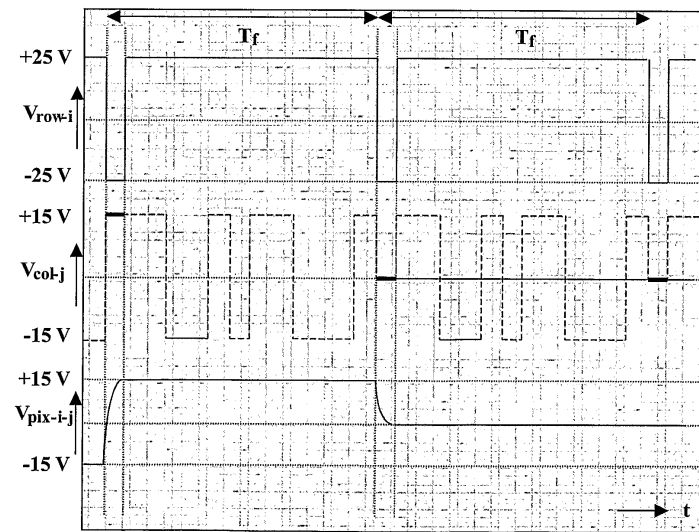 T_f T_f
+25 V
V_row-i
-25 V
+15 V
V_col-j
-15 V
+15 V
V_pix-i-j
-15 V
t